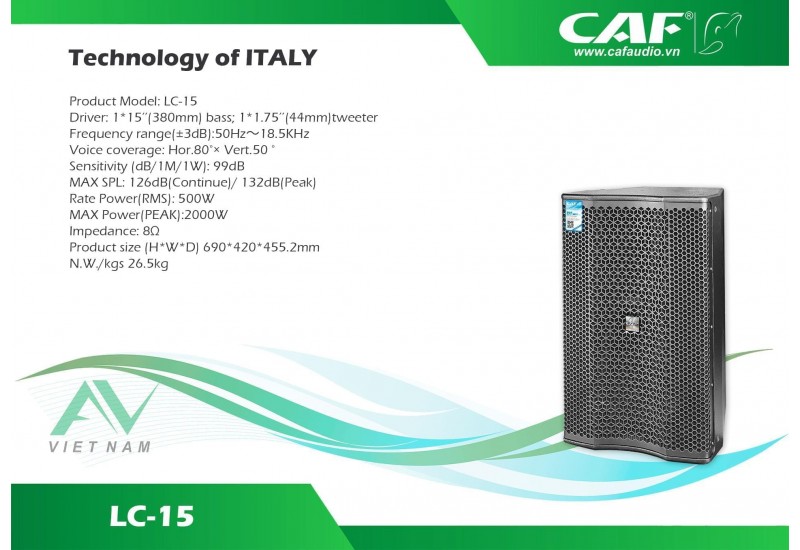 CAF®
www.cafaudio.vn
Technology of ITALY
Product Model: LC-15
Driver: 1*15´´(380mm) bass; 1*1.75´´(44mm)tweeter
Frequency range(±3dB):50Hz～18.5KHz
Voice coverage: Hor.80°× Vert.50 °
Sensitivity (dB/1M/1W): 99dB
MAX SPL: 126dB(Continue)/ 132dB(Peak)
Rate Power(RMS): 500W
MAX Power(PEAK):2000W
Impedance: 8Ω
Product size (H*W*D) 690*420*455.2mm
N.W./kgs 26.5kg
AV
VIET NAM
LC-15